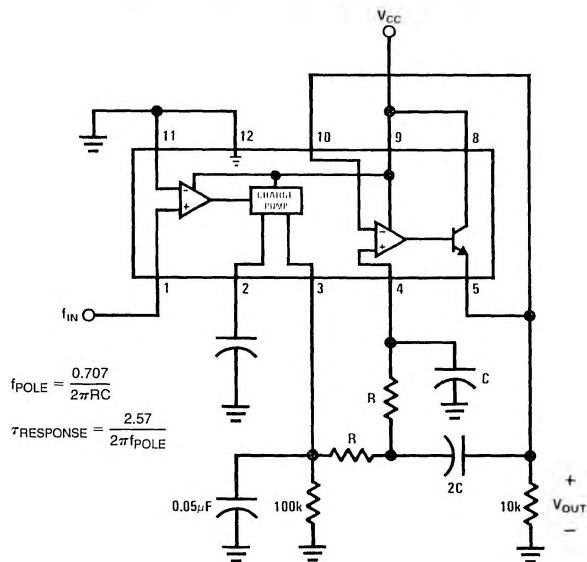 V_CC
11 12 10 9 8
−
+
CHARGE
PUMP
−
+
1 2 3 4 5
f_IN
C
R
f_POLE = 0.707 / 2πRC
τ_RESPONSE = 2.57 / 2πf_POLE
R
2C
0.05μF
100k
10k
+
V_OUT
−